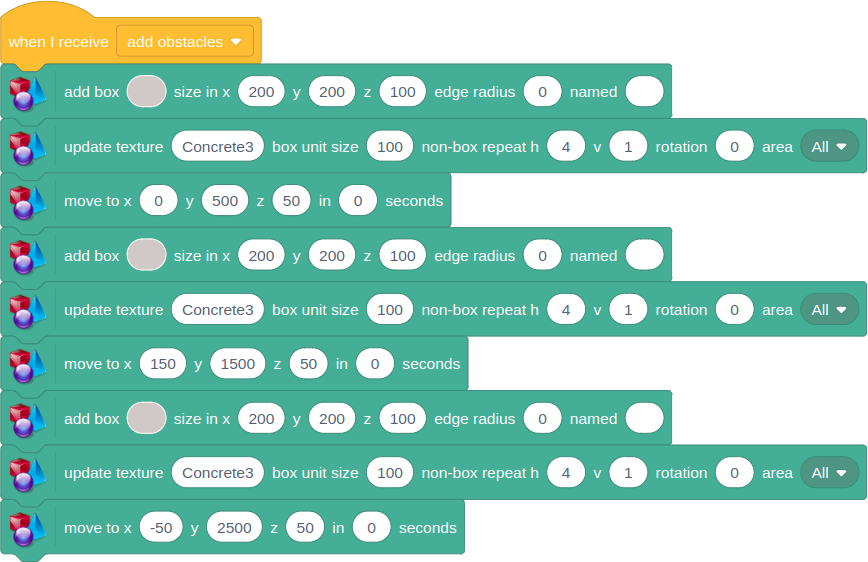 when I receive add obstacles
add box size in x 200 y 200 z 100 edge radius 0 named
update texture Concrete3 box unit size 100 non-box repeat h 4 v 1 rotation 0 area All
move to x 0 y 500 z 50 in 0 seconds
add box size in x 200 y 200 z 100 edge radius 0 named
update texture Concrete3 box unit size 100 non-box repeat h 4 v 1 rotation 0 area All
move to x 150 y 1500 z 50 in 0 seconds
add box size in x 200 y 200 z 100 edge radius 0 named
update texture Concrete3 box unit size 100 non-box repeat h 4 v 1 rotation 0 area All
move to x -50 y 2500 z 50 in 0 seconds